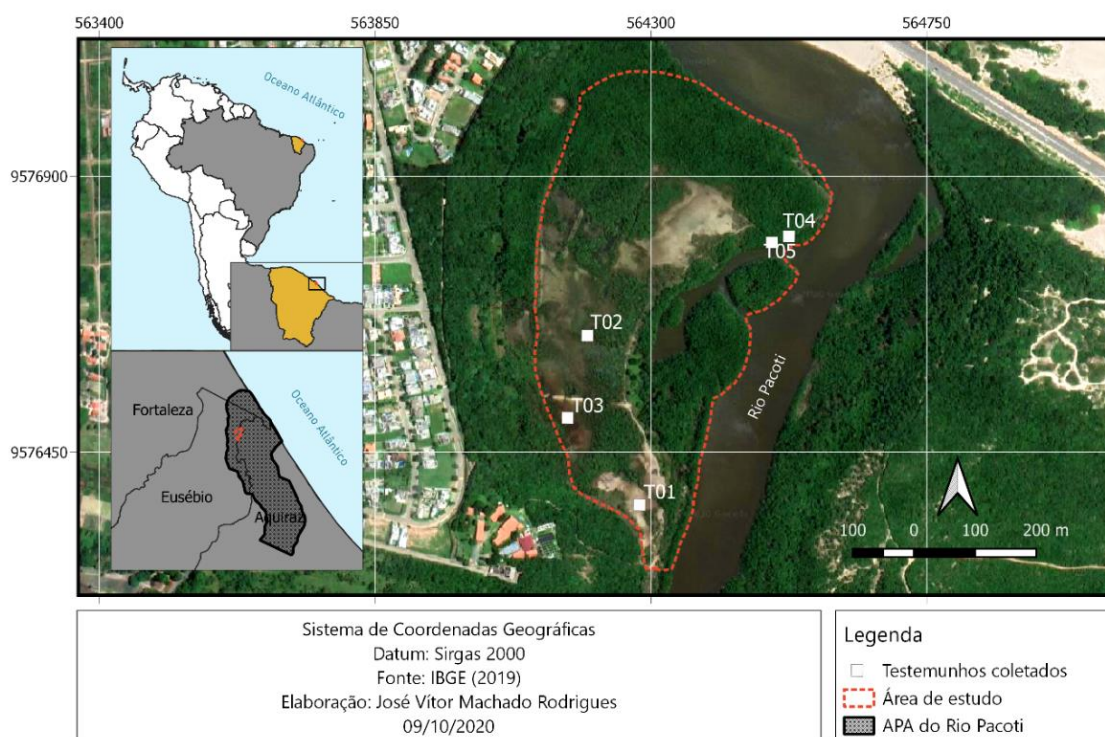 563400
563850
564300
564750
Oceano Atlântico
9576900
T04
T05
T02
Rio Pacoti
T03
Fortaleza
Oceano Atlântico
9576450
Eusébio
T01
Aquiraz
100 0 100 200 m
Sistema de Coordenadas Geográficas
Datum: Sirgas 2000
Fonte: IBGE (2019)
Elaboração: José Vítor Machado Rodrigues
09/10/2020
Legenda
Testemunhos coletados
Área de estudo
APA do Rio Pacoti